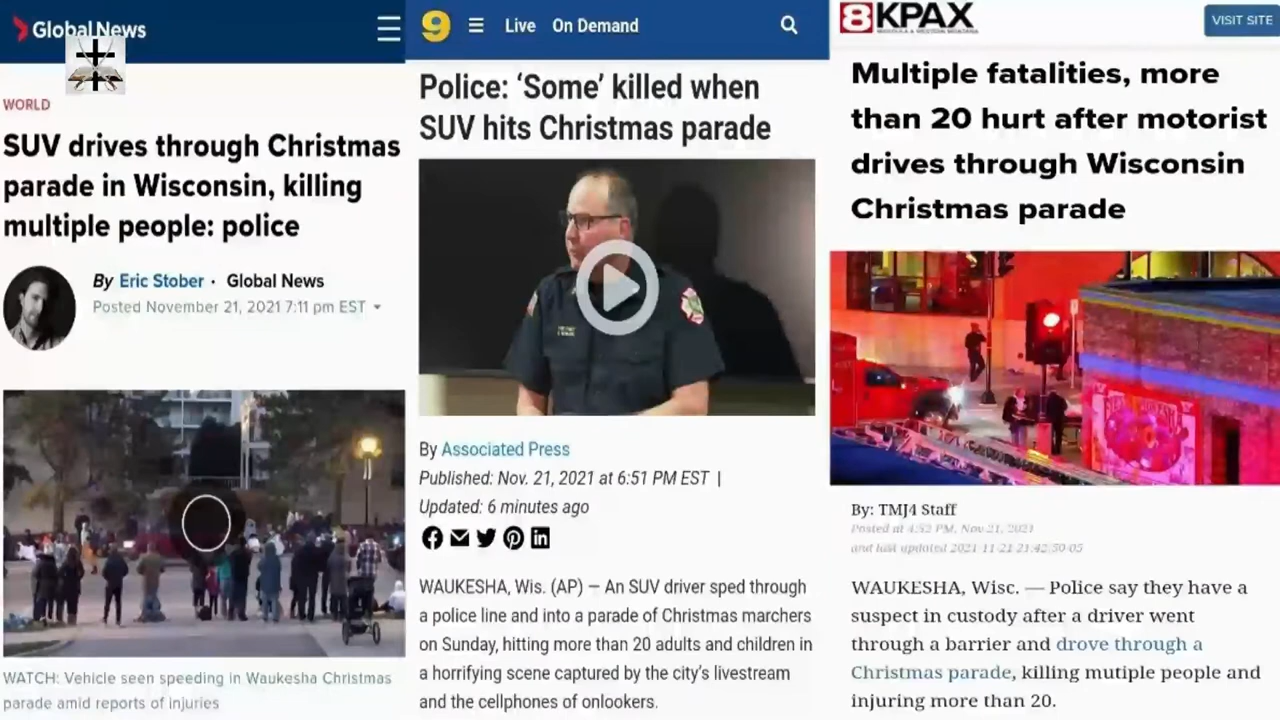 Global News
WORLD
SUV drives through Christmas
parade in Wisconsin, killing
multiple people: police
By Eric Stober · Global News
Posted November 21, 2021 7:11 pm EST
WATCH: Vehicle seen speeding in Waukesha Christmas
parade amid reports of injuries
9
Live On Demand
Police: ‘Some’ killed when
SUV hits Christmas parade
By Associated Press
Published: Nov. 21, 2021 at 6:51 PM EST |
Updated: 6 minutes ago
WAUKESHA, Wis. (AP) — An SUV driver sped through
a police line and into a parade of Christmas marchers
on Sunday, hitting more than 20 adults and children in
a horrifying scene captured by the city’s livestream
and the cellphones of onlookers.
8 KPAX
VISIT SITE
Multiple fatalities, more
than 20 hurt after motorist
drives through Wisconsin
Christmas parade
By: TMJ4 Staff
Posted at 4:52 PM, Nov 21, 2021
and last updated 2021-11-21 21:42:50-05
WAUKESHA, Wisc. — Police say they have a
suspect in custody after a driver went
through a barrier and drove through a
Christmas parade, killing mutiple people and
injuring more than 20.